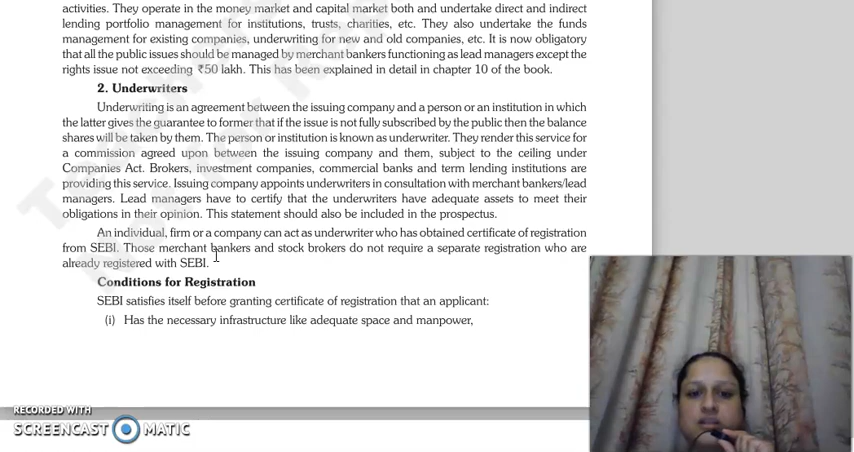 activities. They operate in the money market and capital market both and undertake direct and indirect
lending portfolio management for institutions, trusts, charities, etc. They also undertake the funds
management for existing companies, underwriting for new and old companies, etc. It is now obligatory
that all the public issues should be managed by merchant bankers functioning as lead managers except the
rights issue not exceeding ₹50 lakh. This has been explained in detail in chapter 10 of the book.
2. Underwriters
Underwriting is an agreement between the issuing company and a person or an institution in which
the latter gives the guarantee to former that if the issue is not fully subscribed by the public then the balance
shares will be taken by them. The person or institution is known as underwriter. They render this service for
a commission agreed upon between the issuing company and them, subject to the ceiling under
Companies Act. Brokers, investment companies, commercial banks and term lending institutions are
providing this service. Issuing company appoints underwriters in consultation with merchant bankers/lead
managers. Lead managers have to certify that the underwriters have adequate assets to meet their
obligations in their opinion. This statement should also be included in the prospectus.
An individual, firm or a company can act as underwriter who has obtained certificate of registration
from SEBI. Those merchant bankers and stock brokers do not require a separate registration who are
already registered with SEBI.
Conditions for Registration
SEBI satisfies itself before granting certificate of registration that an applicant:
(i) Has the necessary infrastructure like adequate space and manpower,
RECORDED WITH
SCREENCAST MATIC